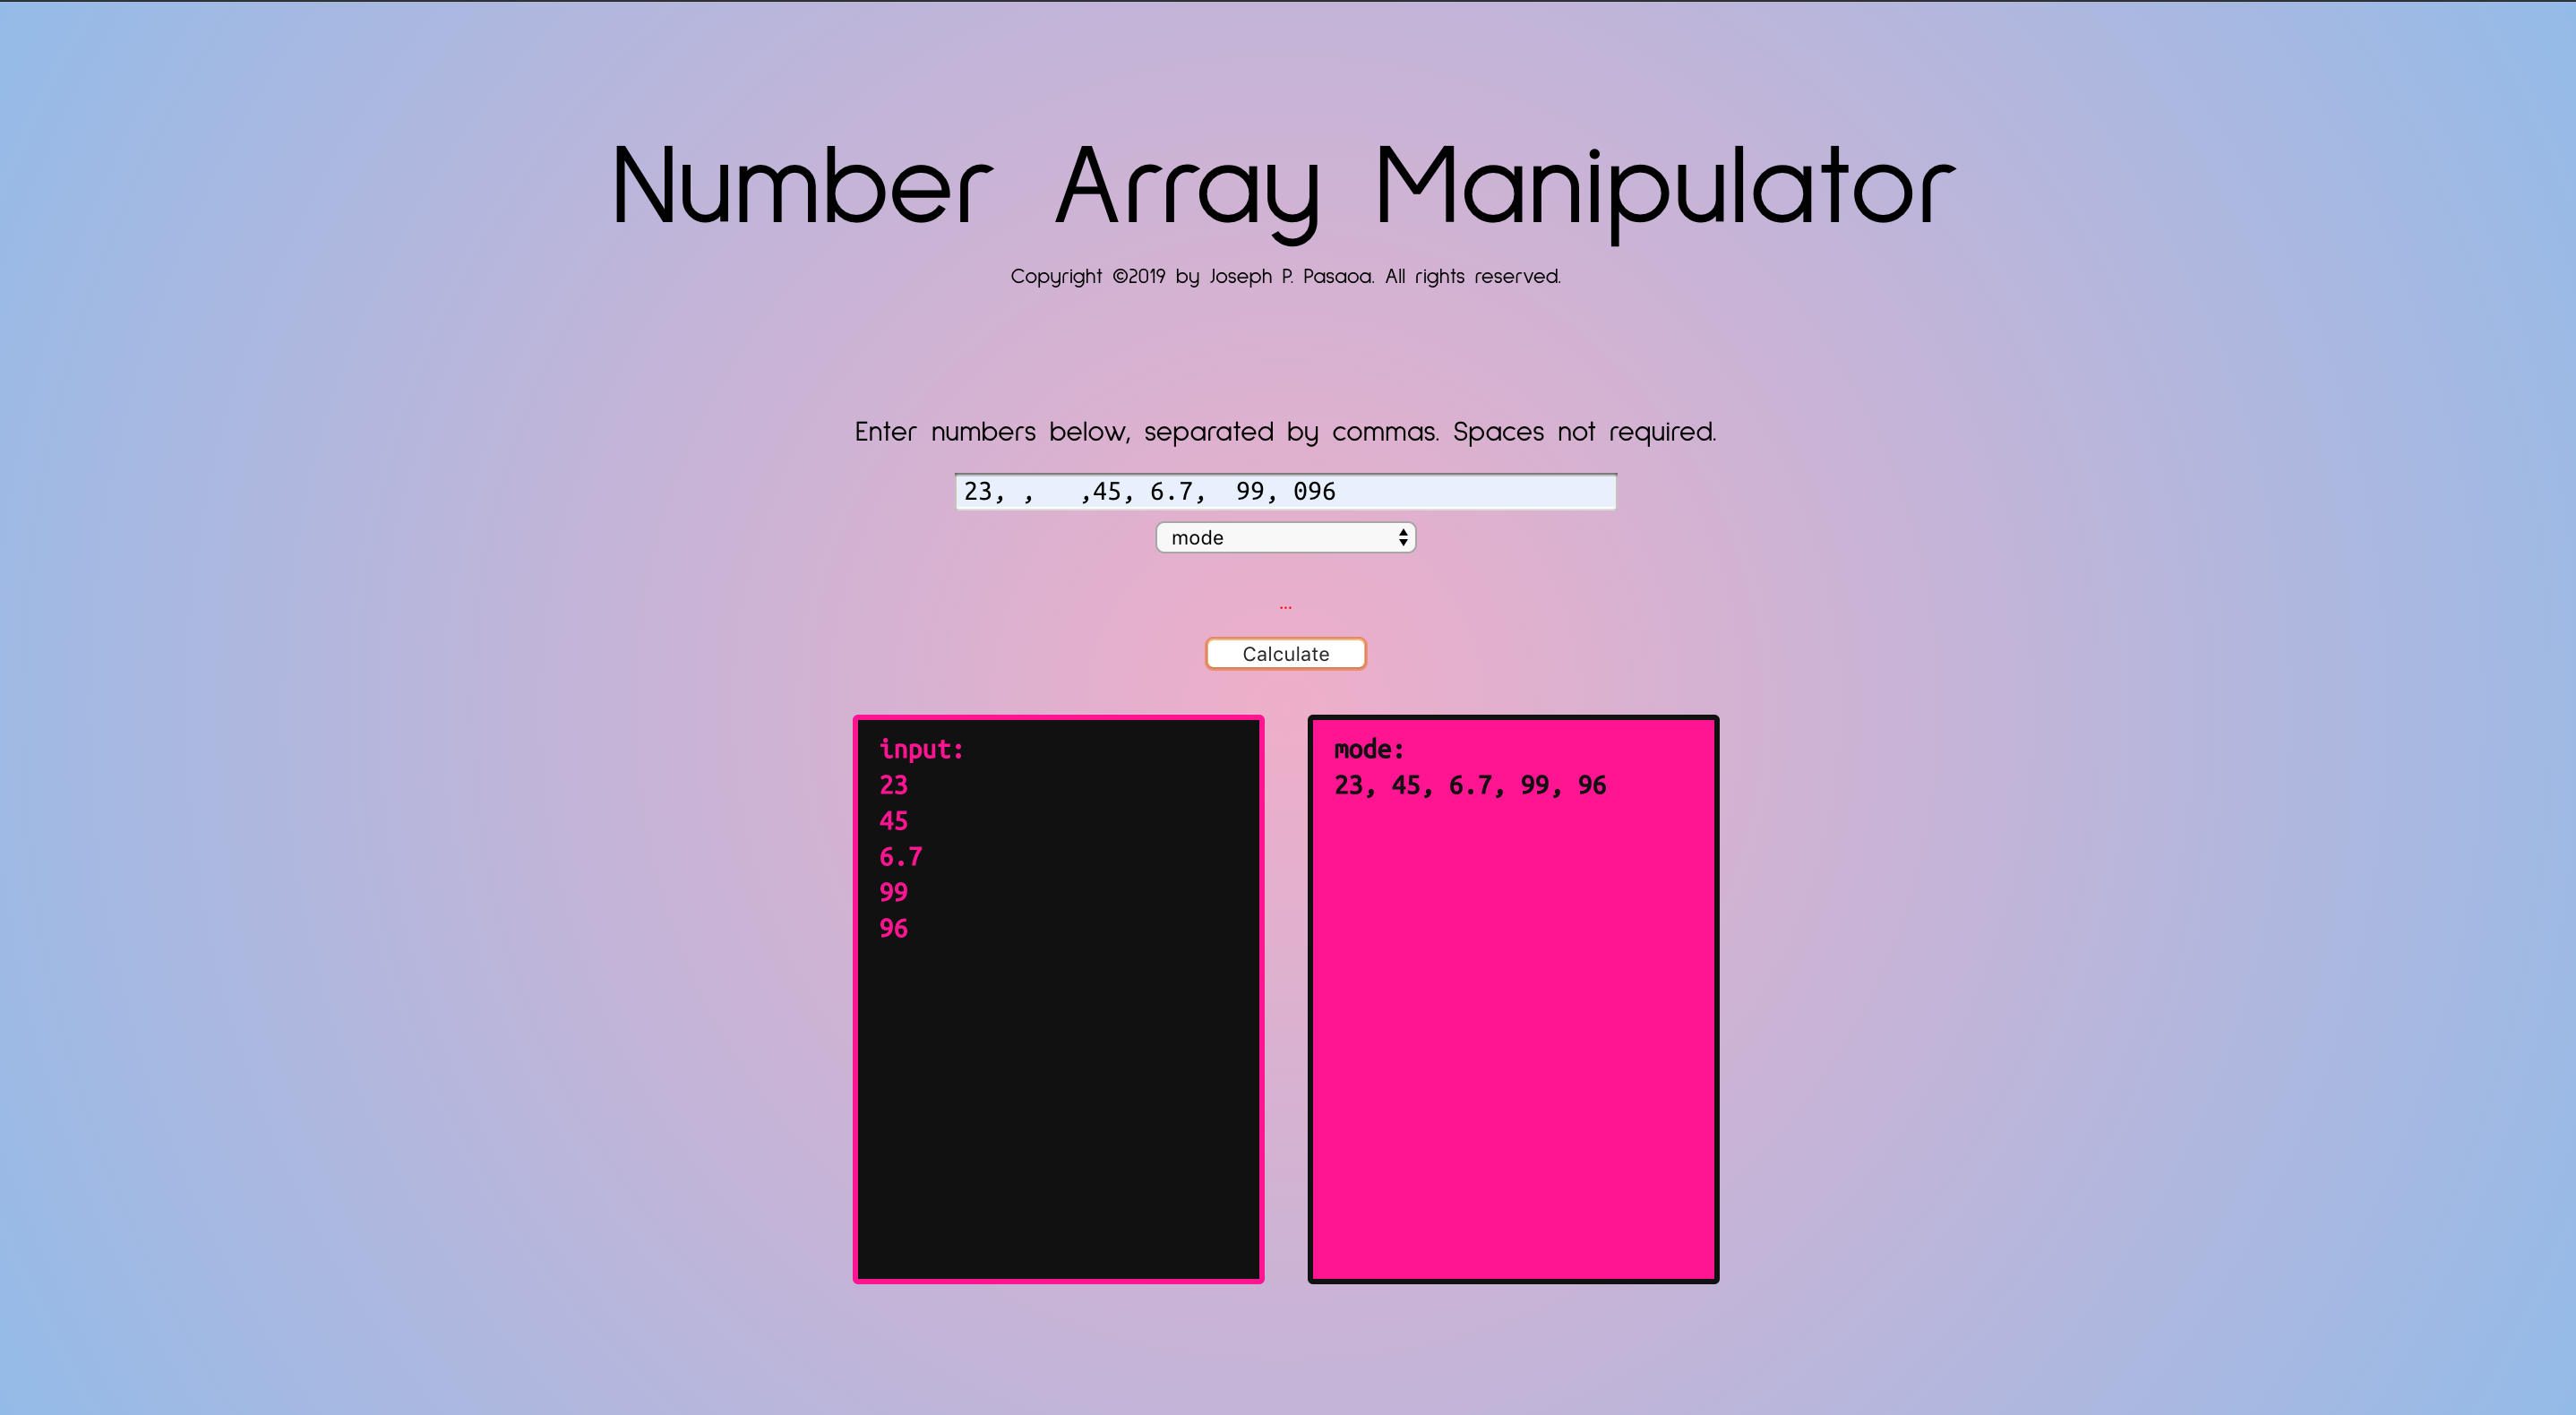 Number Array Manipulator
Copyright ©2019 by Joseph P. Pasaoa. All rights reserved.
Enter numbers below, separated by commas. Spaces not required.
23, ,   ,45, 6.7,  99, 096
mode
...
Calculate
input:
23
45
6.7
99
96
mode:
23, 45, 6.7, 99, 96